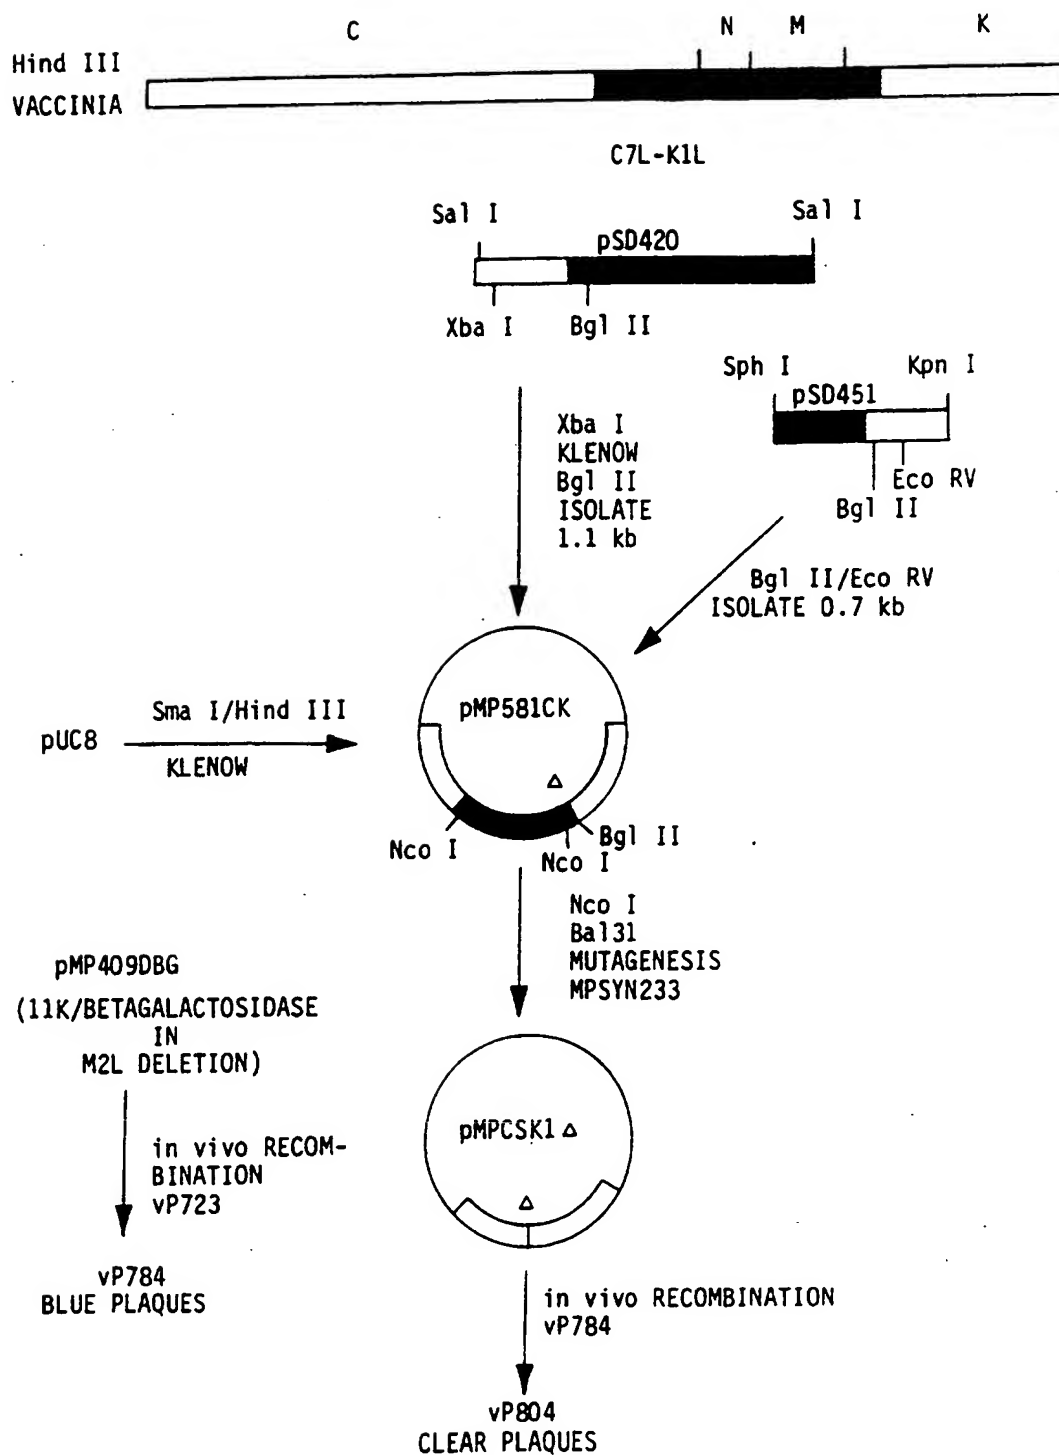 C N M K
Hind III
VACCINIA
C7L-K1L
Sal I Sal I
pSD420
Xba I Bgl II
Sph I Kpn I
pSD451
Eco RV
Bgl II
Xba I
KLENOW
Bgl II
ISOLATE
1.1 kb
Bgl II/Eco RV
ISOLATE 0.7 kb
pUC8
Sma I/Hind III
KLENOW
pMP581CK
Δ
Nco I
Nco I
Bgl II
Nco I
Bal31
MUTAGENESIS
MPSYN233
pMP409DBG
(11K/BETAGALACTOSIDASE
IN
M2L DELETION)
in vivo RECOM-
BINATION
vP723
vP784
BLUE PLAQUES
pMPCSK1 Δ
Δ
in vivo RECOMBINATION
vP784
vP804
CLEAR PLAQUES